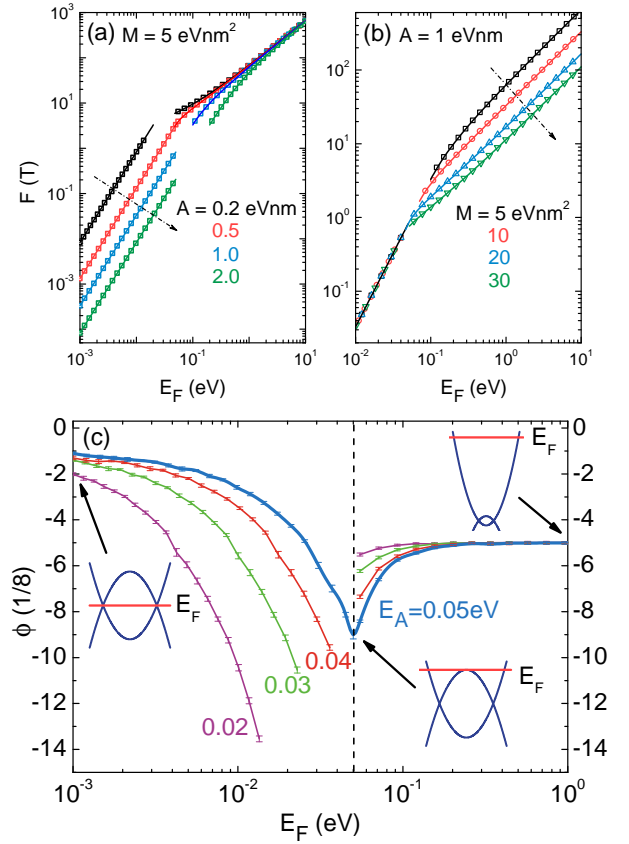 (a) M = 5 eVnm²
10³
10¹
10⁻¹
10⁻³
F (T)
A = 0.2 eVnm
0.5
1.0
2.0
10⁻³ 10⁻¹ 10¹
E_F (eV)
(b) A = 1 eVnm
10²
10¹
10⁰
10⁻¹
M = 5 eVnm²
10
20
30
10⁻² 10⁻¹ 10⁰ 10¹
E_F (eV)
(c)
0
-2
-4
-6
-8
-10
-12
-14
ϕ (1/8)
E_F
E_F
E_F
E_A=0.05eV
0.04
0.03
0.02
0
-2
-4
-6
-8
-10
-12
-14
10⁻³ 10⁻² 10⁻¹ 10⁰
E_F (eV)